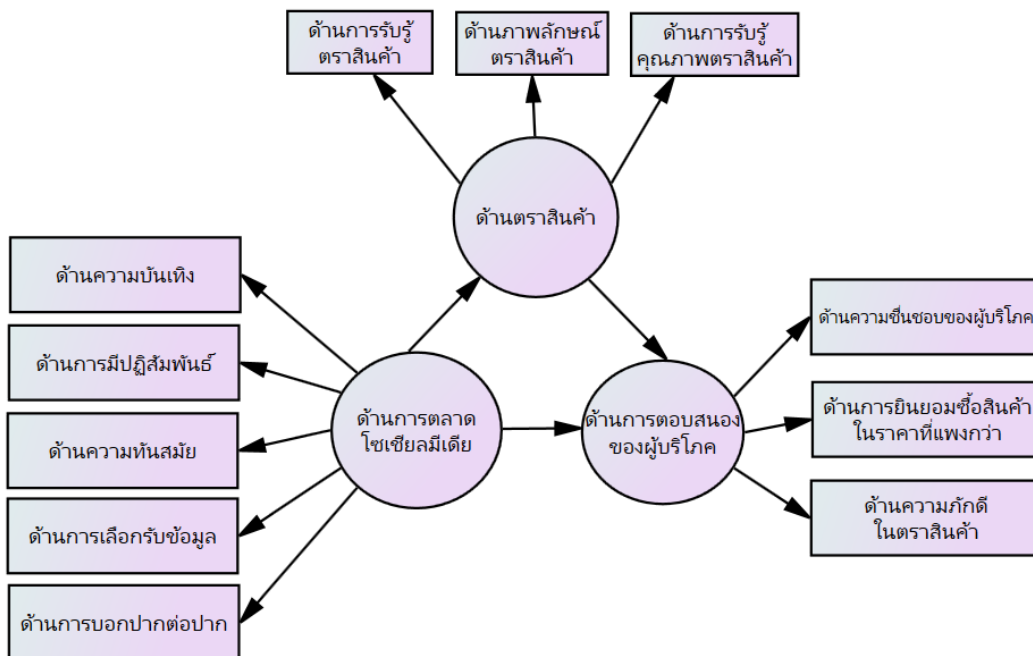 ด้านการรับรู้
ตราสินค้า
ด้านภาพลักษณ์
ตราสินค้า
ด้านการรับรู้
คุณภาพตราสินค้า
ด้านตราสินค้า
ด้านความบันเทิง
ด้านการมีปฏิสัมพันธ์
ด้านความทันสมัย
ด้านการเลือกรับข้อมูล
ด้านการบอกปากต่อปาก
ด้านการตลาด
โซเชียลมีเดีย
ด้านการตอบสนอง
ของผู้บริโภค
ด้านความชื่นชอบของผู้บริโภค
ด้านการยินยอมซื้อสินค้า
ในราคาที่แพงกว่า
ด้านความภักดี
ในตราสินค้า